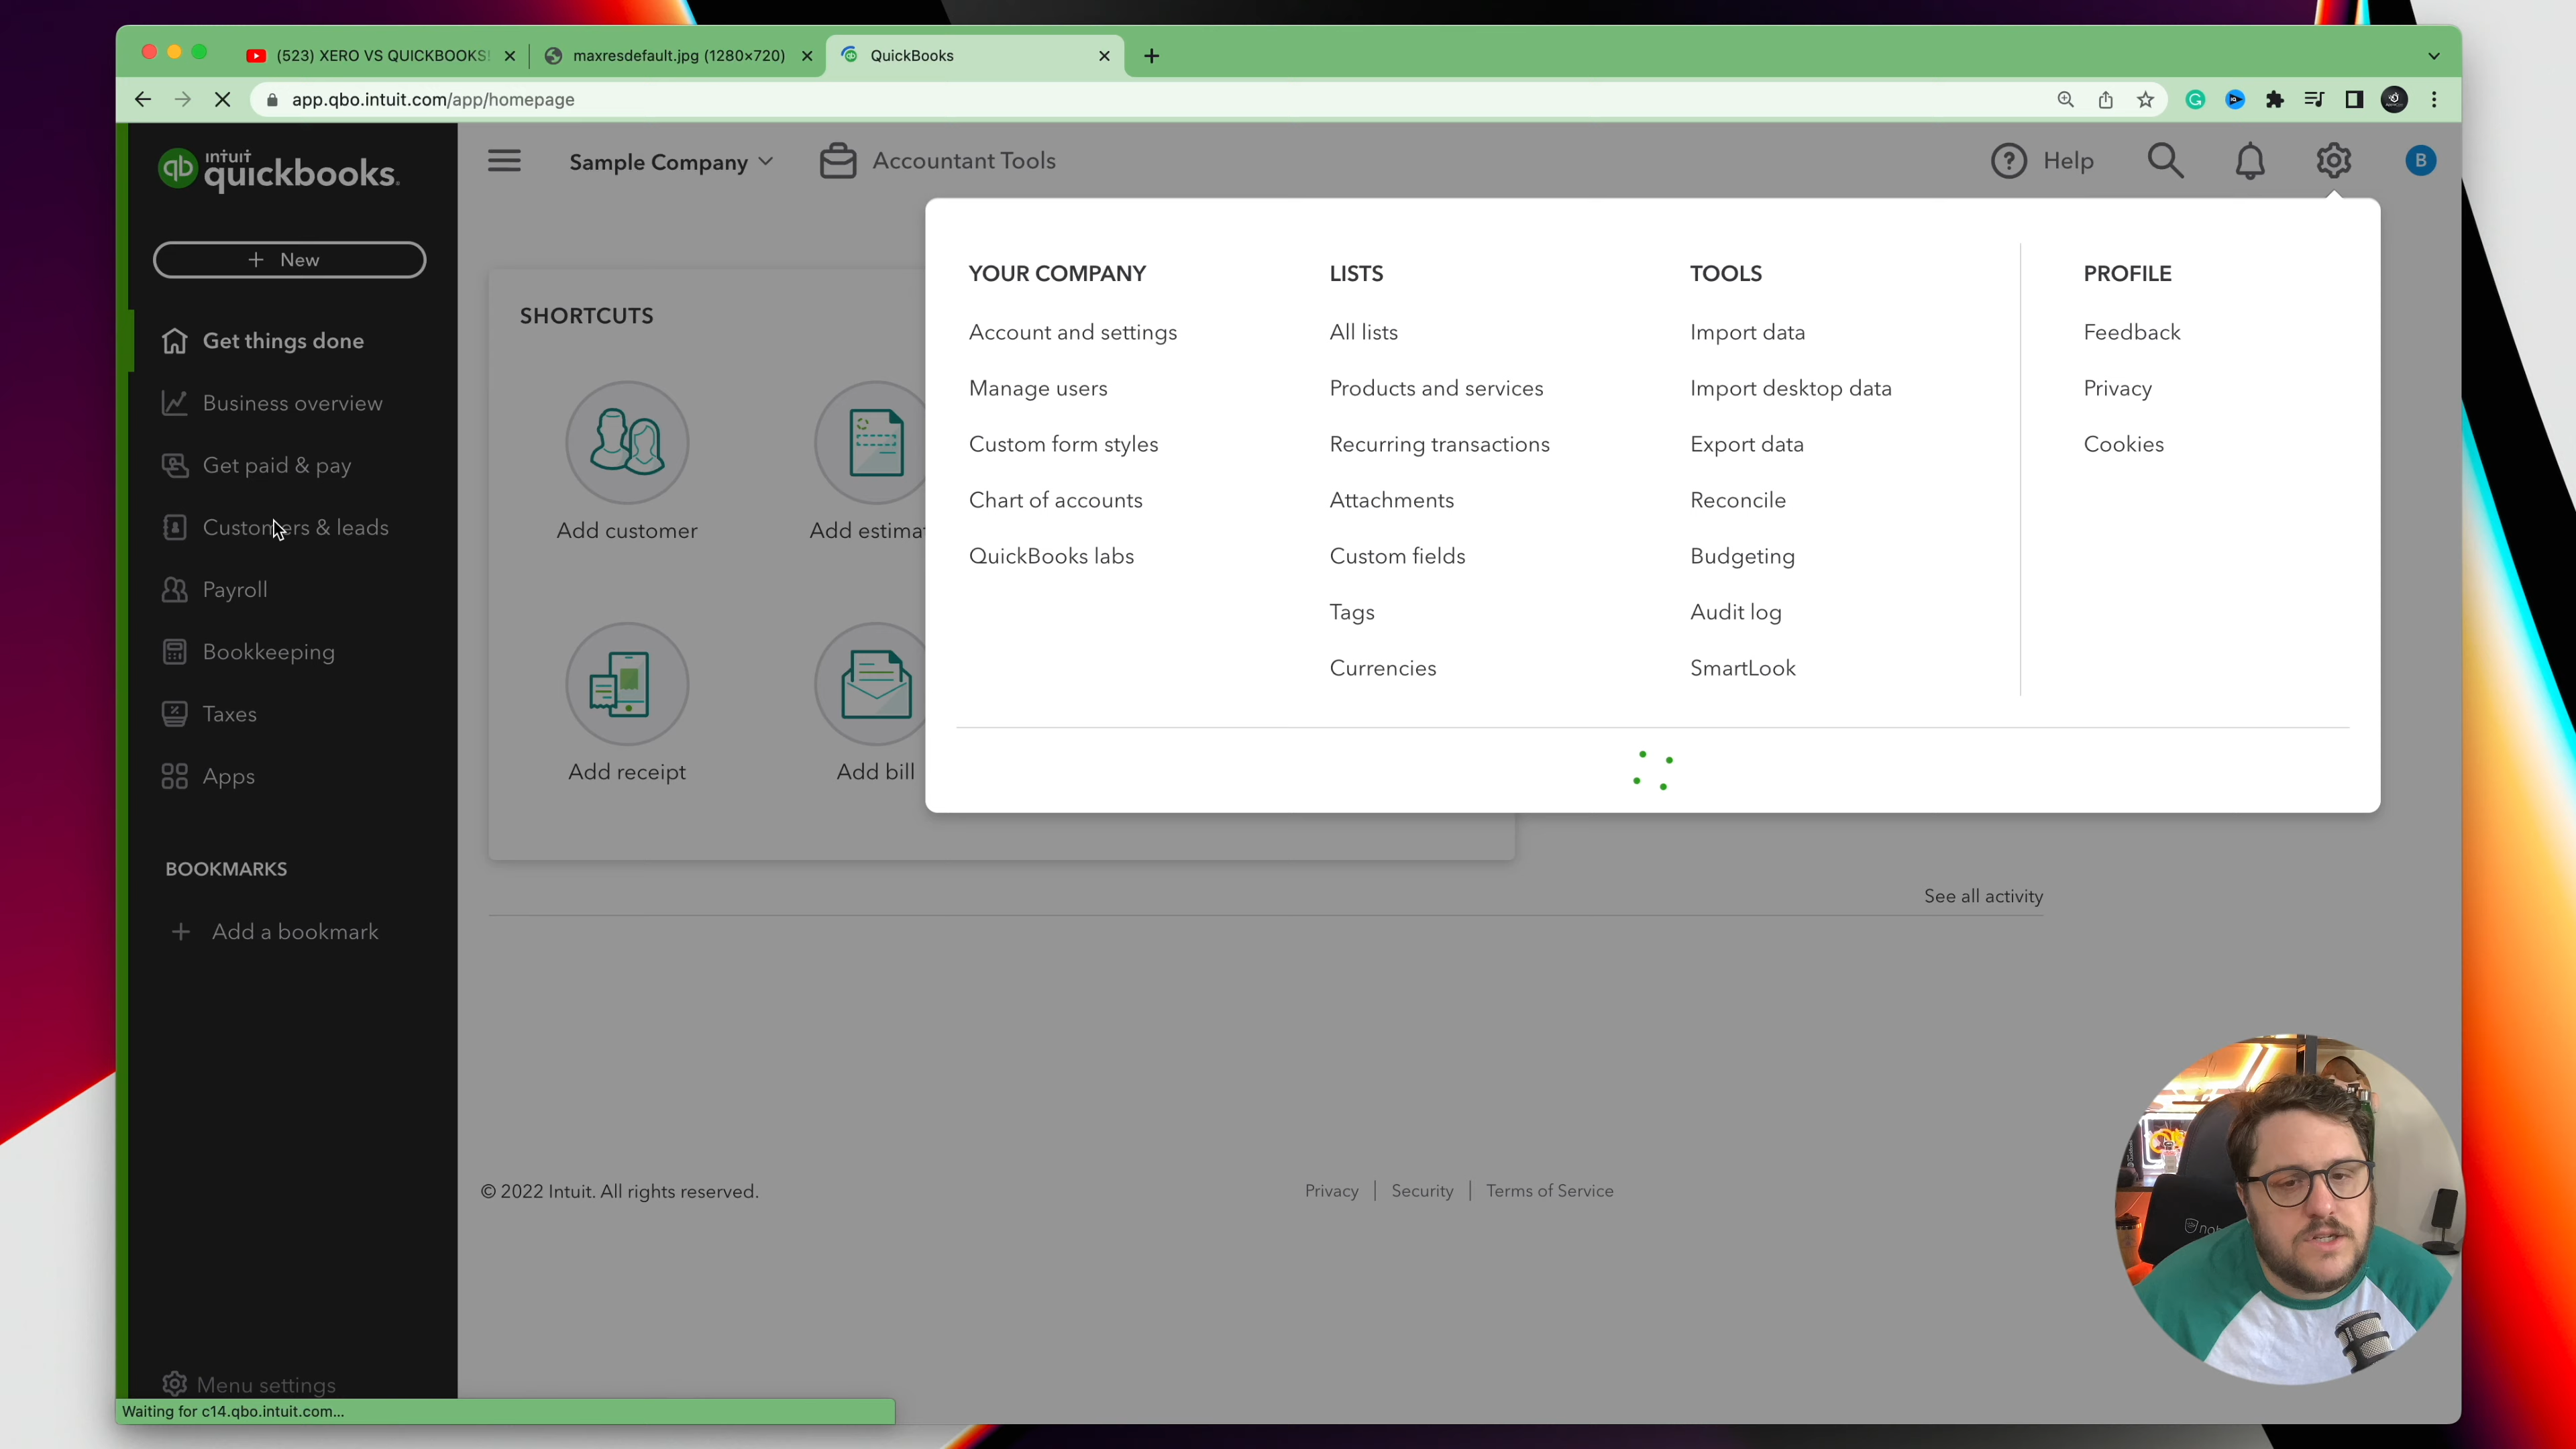 (523) XERO VS QUICKBOOKS!
maxresdefault.jpg (1280×720)
QuickBooks
app.qbo.intuit.com/app/homepage
intuit
quickbooks.
Sample Company
Accountant Tools
Help
B
+ New
Get things done
Business overview
Get paid & pay
Customers & leads
Payroll
Bookkeeping
Taxes
Apps
BOOKMARKS
+ Add a bookmark
Menu settings
SHORTCUTS
Add customer
Add estimat
Add receipt
Add bill
YOUR COMPANY
Account and settings
Manage users
Custom form styles
Chart of accounts
QuickBooks labs
LISTS
All lists
Products and services
Recurring transactions
Attachments
Custom fields
Tags
Currencies
TOOLS
Import data
Import desktop data
Export data
Reconcile
Budgeting
Audit log
SmartLook
PROFILE
Feedback
Privacy
Cookies
See all activity
© 2022 Intuit. All rights reserved.
Privacy | Security | Terms of Service
Waiting for c14.qbo.intuit.com...